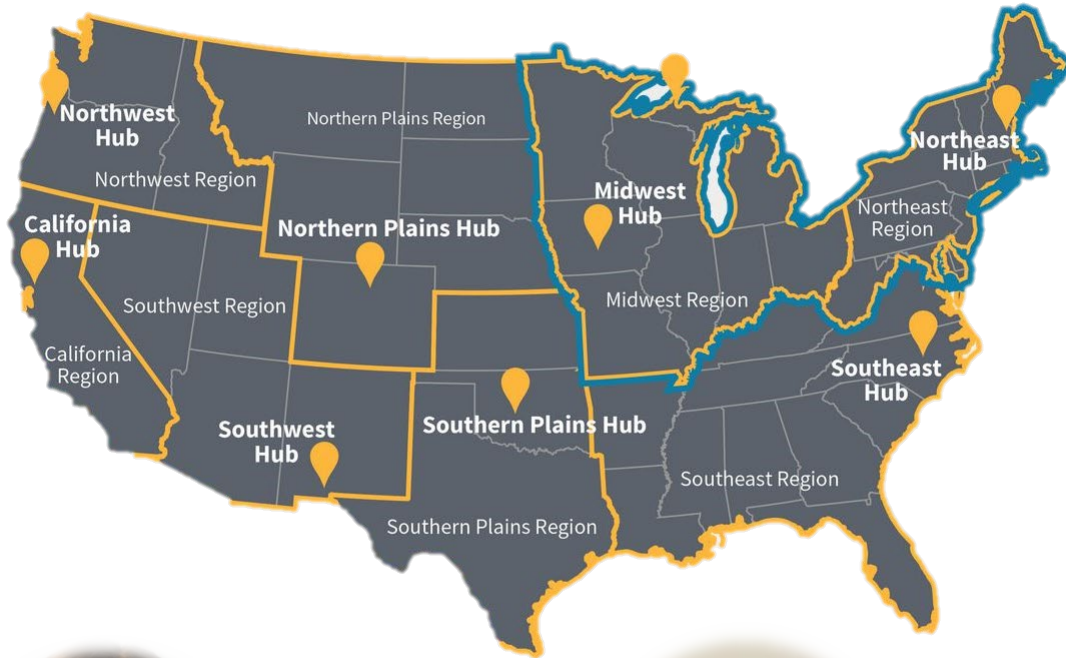 Northwest
Hub
Northern Plains Region
Northeast
Hub
Northwest Region
Midwest
Hub
Northeast
Region
California
Hub
Northern Plains Hub
Southwest Region
Midwest Region
California
Region
Southeast
Hub
Southwest
Hub
Southern Plains Hub
Southeast Region
Southern Plains Region